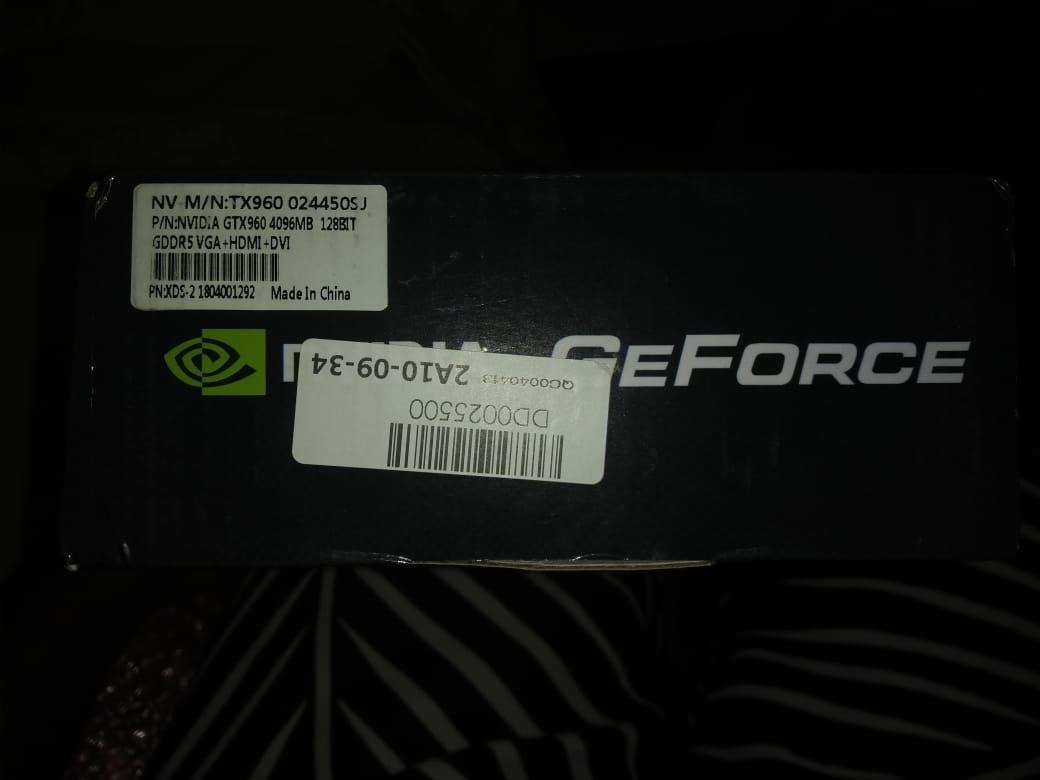 NV M/N:TX960 024450SJ
P/N:NVIDIA GTX960 4096MB 128BIT
GDDR5 VGA+HDMI+DVI
PN:XDS-2 1804001292 Made In China
GEFORCE
DD0025500
QC0040413 2A10-09-34